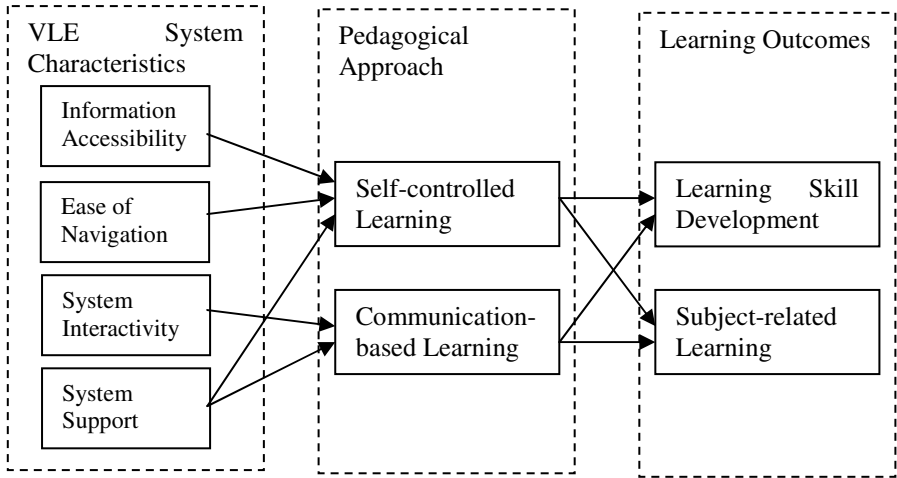 VLE System
Characteristics
Information
Accessibility
Ease of
Navigation
System
Interactivity
System
Support
Pedagogical
Approach
Self-controlled
Learning
Communication-
based Learning
Learning Outcomes
Learning Skill
Development
Subject-related
Learning